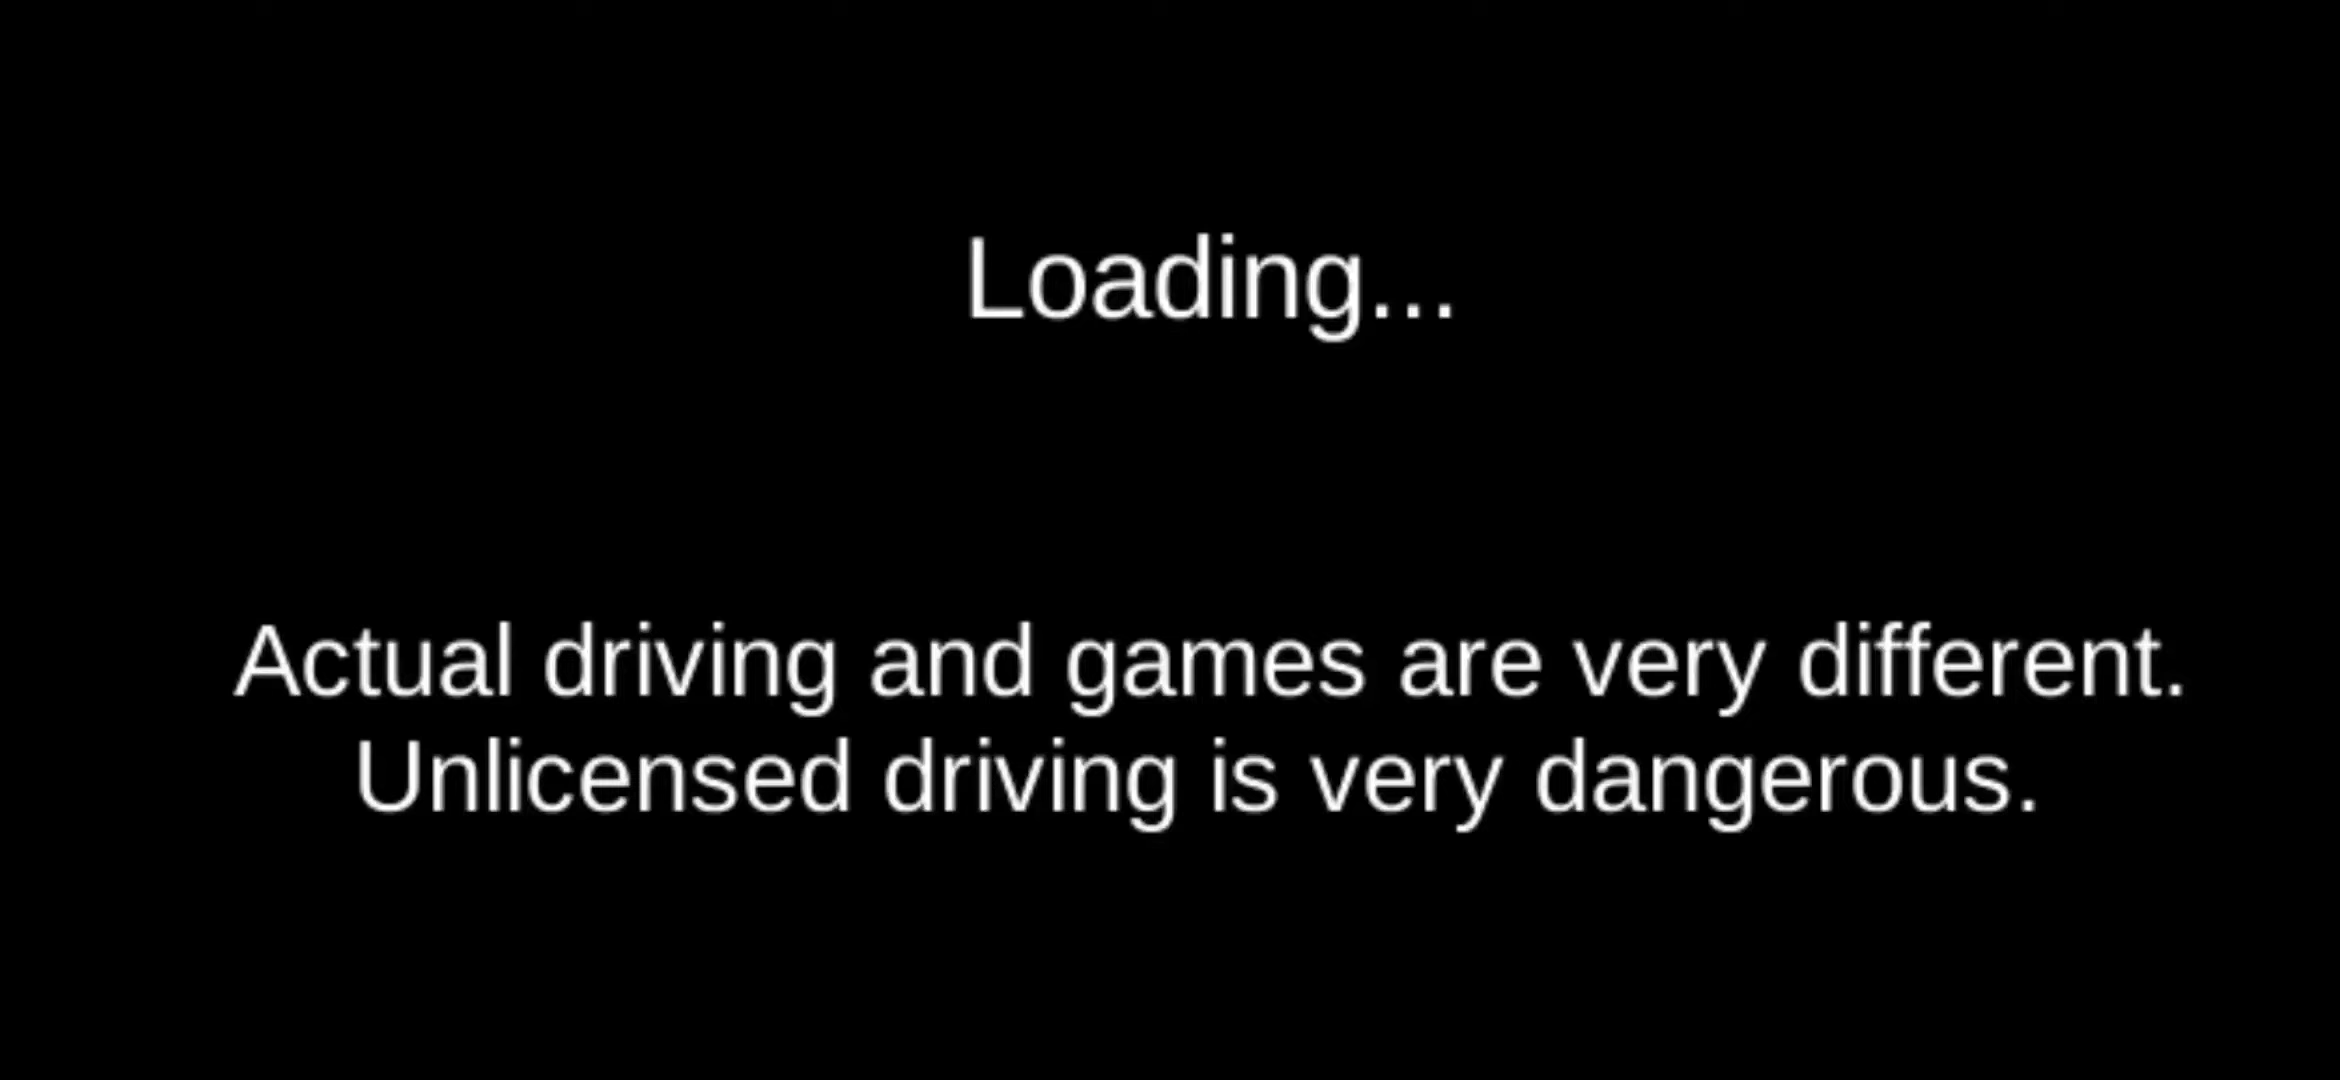 Loading...
Actual driving and games are very different.
Unlicensed driving is very dangerous.